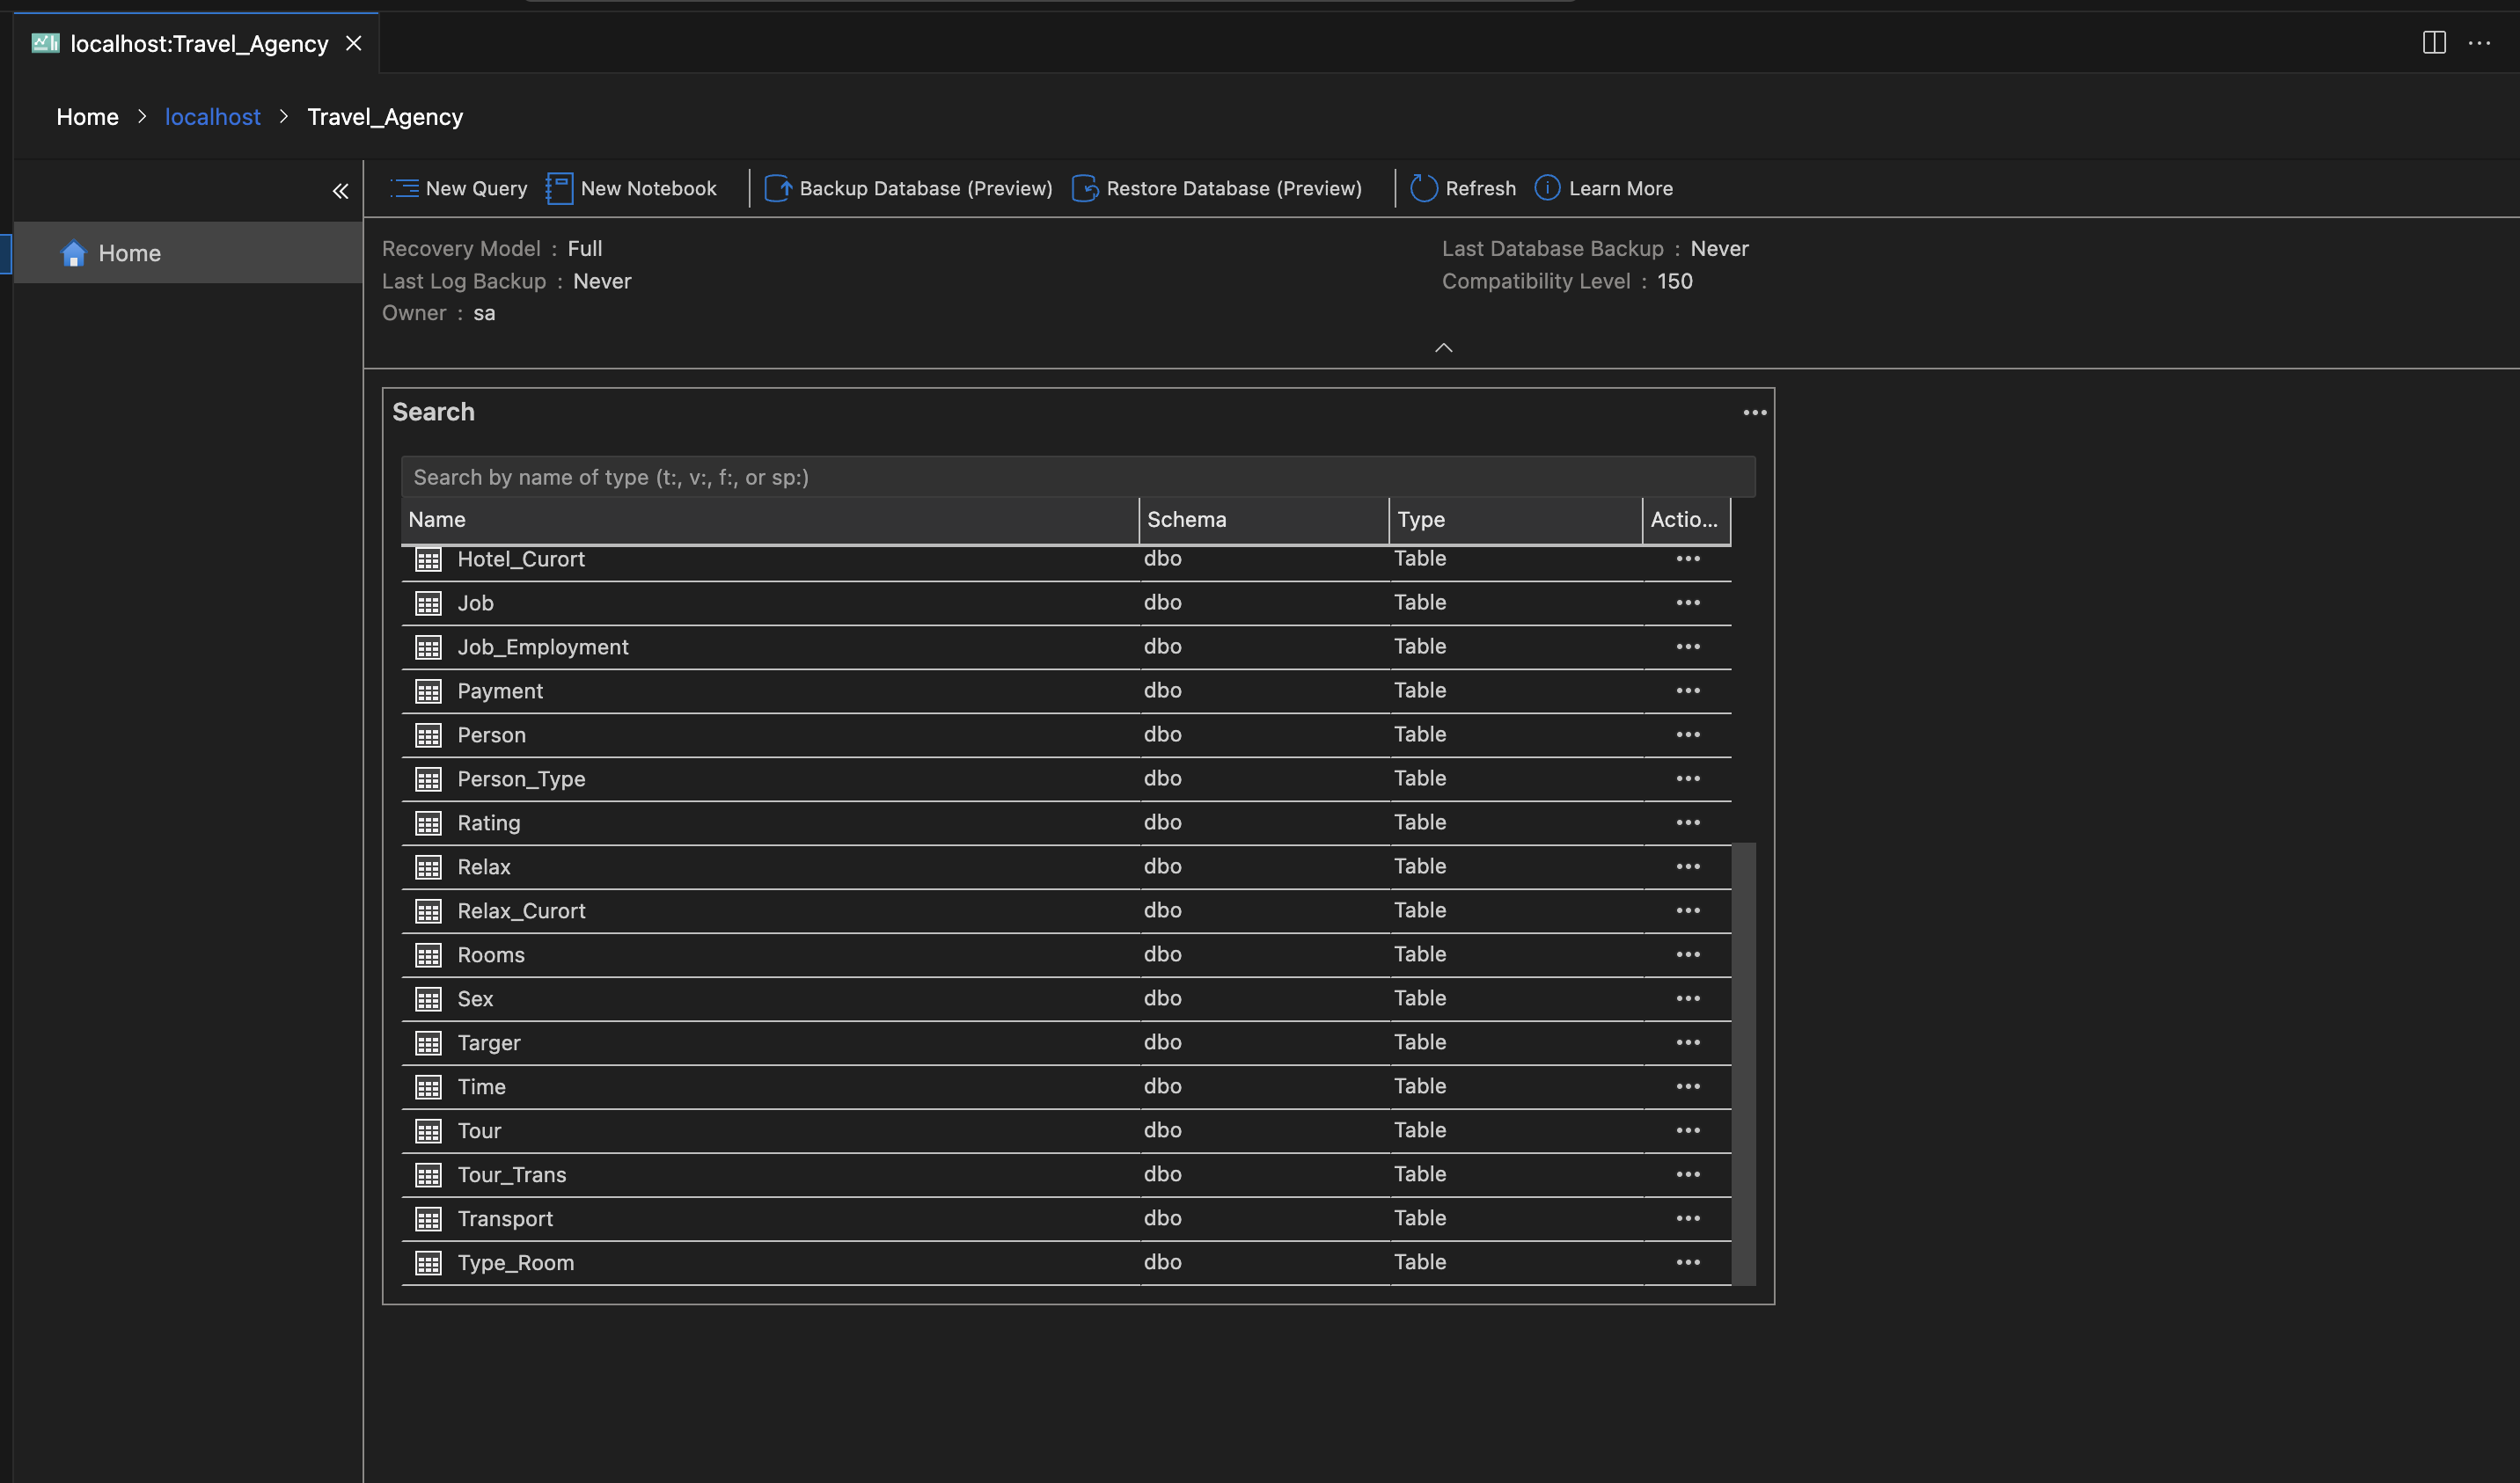 localhost:Travel_Agency
Home > localhost > Travel_Agency
New Query New Notebook Backup Database (Preview) Restore Database (Preview) Refresh Learn More
Home
Recovery Model : Full Last Database Backup : Never
Last Log Backup : Never Compatibility Level : 150
Owner : sa
Search
Search by name of type (t:, v:, f:, or sp:)
Name Schema Type Actio...
Hotel_Curort dbo Table
Job dbo Table
Job_Employment dbo Table
Payment dbo Table
Person dbo Table
Person_Type dbo Table
Rating dbo Table
Relax dbo Table
Relax_Curort dbo Table
Rooms dbo Table
Sex dbo Table
Targer dbo Table
Time dbo Table
Tour dbo Table
Tour_Trans dbo Table
Transport dbo Table
Type_Room dbo Table